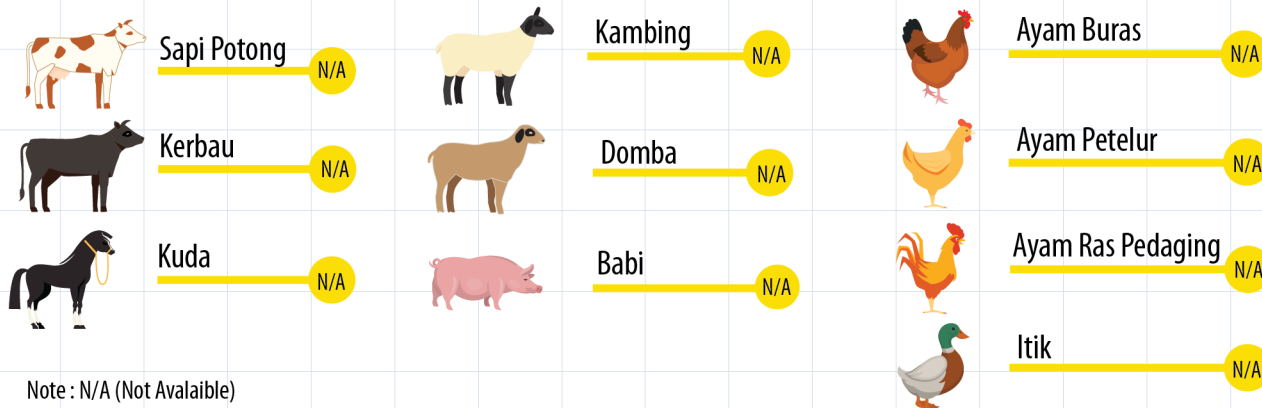 Sapi Potong
N/A
Kerbau
N/A
Kuda
N/A
Kambing
N/A
Domba
N/A
Babi
N/A
Ayam Buras
N/A
Ayam Petelur
N/A
Ayam Ras Pedaging
N/A
Itik
N/A
Note : N/A (Not Avalaible)